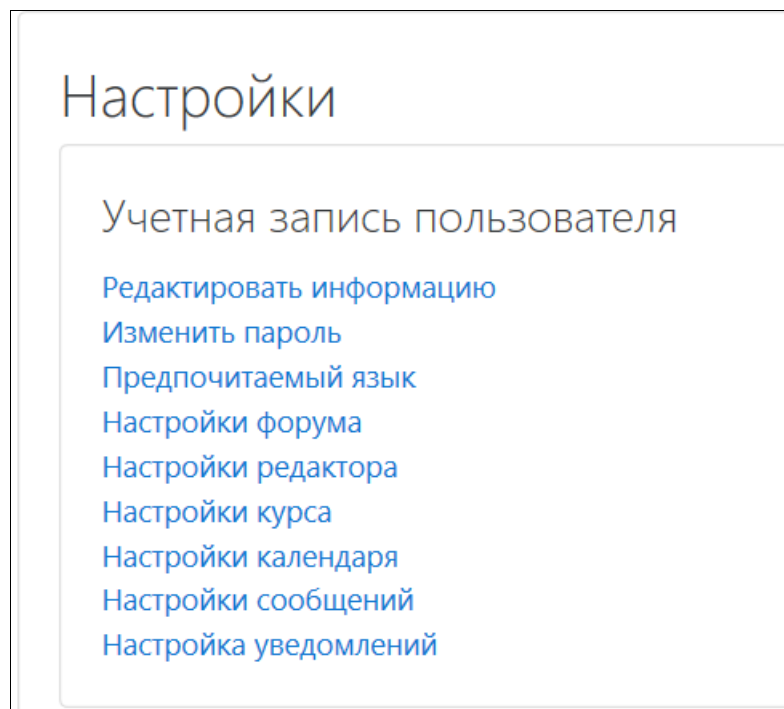 Настройки
Учетная запись пользователя
Редактировать информацию
Изменить пароль
Предпочитаемый язык
Настройки форума
Настройки редактора
Настройки курса
Настройки календаря
Настройки сообщений
Настройка уведомлений